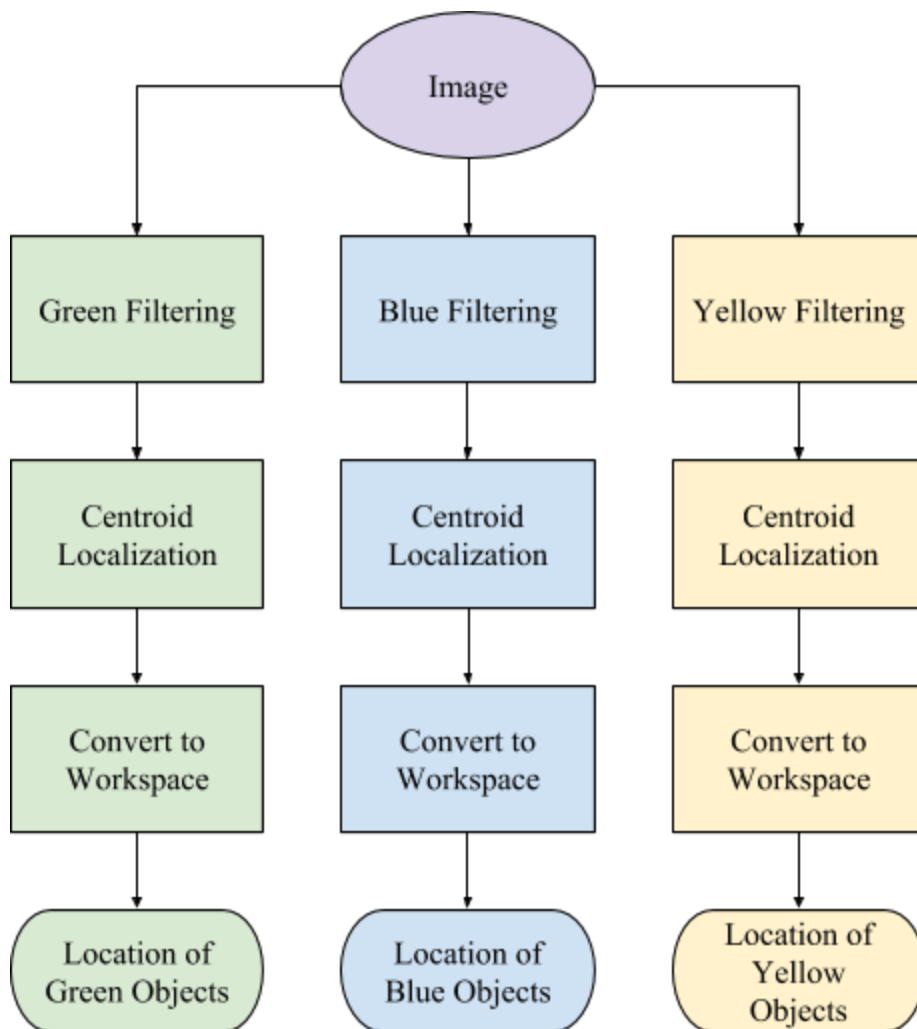 Image
Green Filtering
Blue Filtering
Yellow Filtering
Centroid
Localization
Centroid
Localization
Centroid
Localization
Convert to
Workspace
Convert to
Workspace
Convert to
Workspace
Location of
Green Objects
Location of
Blue Objects
Location of
Yellow
Objects